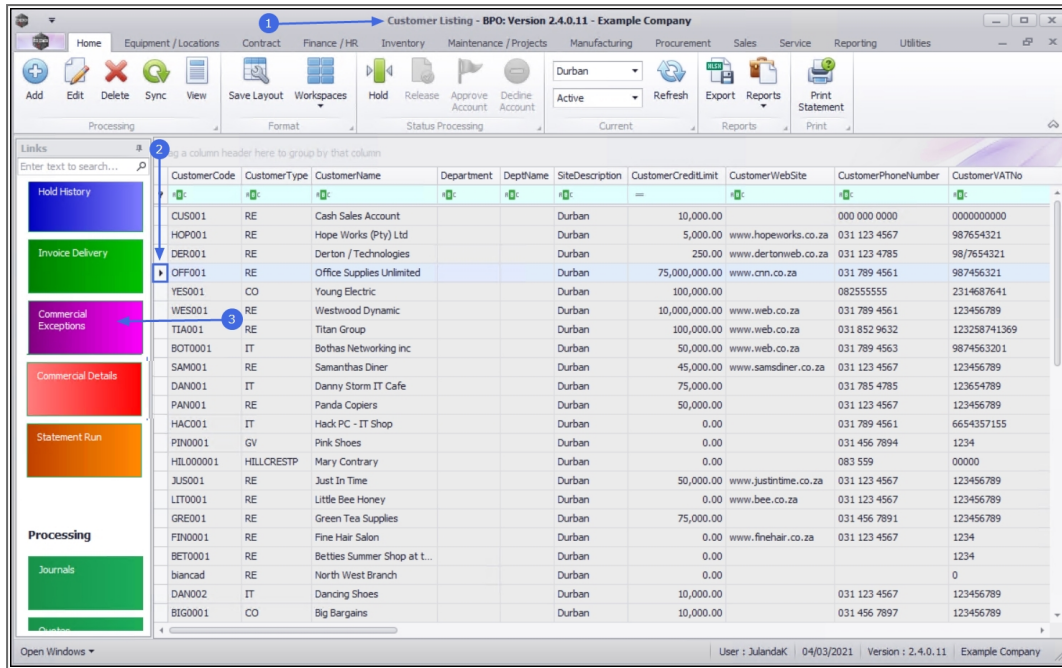 1
Customer Listing - BPO: Version 2.4.0.11 - Example Company
Home Equipment / Locations Contract Finance / HR Inventory Maintenance / Projects Manufacturing Procurement Sales Service Reporting Utilities
Add Edit Delete Sync View Save Layout Workspaces Hold Release Approve Account Decline Account Durban Active Refresh Export Reports Print Statement
Processing Format Status Processing Current Reports Print
Links
2
a column header here to group by that column
Enter text to search...
CustomerCode CustomerType CustomerName Department DeptName SiteDescription CustomerCreditLimit CustomerWebSite CustomerPhoneNumber CustomerVATNo
Hold History
=
CUS001 RE Cash Sales Account Durban 10,000.00 000 000 0000 0000000000
HOP001 RE Hope Works (Pty) Ltd Durban 5,000.00 www.hopeworks.co.za 031 123 4567 987654321
Invoice Delivery
DER001 RE Derton / Technologies Durban 250.00 www.dertonweb.co.za 031 123 4785 98/7654321
OFF001 RE Office Supplies Unlimited Durban 75,000,000.00 www.cnn.co.za 031 789 4561 987456321
YES001 CO Young Electric Durban 100,000.00 082555555 2314687641
Commercial Exceptions
3
WES001 RE Westwood Dynamic Durban 10,000,000.00 www.web.co.za 031 789 4561 123456789
TIA001 RE Titan Group Durban 100,000.00 www.web.co.za 031 852 9632 123258741369
BOT0001 IT Bothas Networking inc Durban 50,000.00 www.web.co.za 031 789 4563 9874563201
SAM001 RE Samanthas Diner Durban 45,000.00 www.samsdiner.co.za 031 123 4567 123456789
Commercial Details
DAN001 IT Danny Storm IT Cafe Durban 75,000.00 031 785 4785 123654789
PAN001 RE Panda Copiers Durban 50,000.00 031 123 4567 123456789
HAC001 IT Hack PC - IT Shop Durban 0.00 031 789 4561 6654357155
Statement Run
PIN0001 GV Pink Shoes Durban 0.00 031 456 7894 1234
HIL000001 HILLCRESTP Mary Contrary Durban 0.00 083 559 00000
JUS001 RE Just In Time Durban 50,000.00 www.justintime.co.za 031 123 4567 123456789
LIT0001 RE Little Bee Honey Durban 0.00 www.bee.co.za 031 123 4567 123456789
GRE001 RE Green Tea Supplies Durban 75,000.00 031 456 7891 123456789
Processing
FIN0001 RE Fine Hair Salon Durban 0.00 www.finehair.co.za 031 123 4567 1234
BET0001 RE Betties Summer Shop at t... Durban 0.00 1234
Journals
biancad RE North West Branch Durban 0.00 0
DAN002 IT Dancing Shoes Durban 10,000.00 031 123 4567 123456789
BIG0001 CO Big Bargains Durban 10,000.00 031 456 7897 123456789
Open Windows User : JulandaK 04/03/2021 Version : 2.4.0.11 Example Company